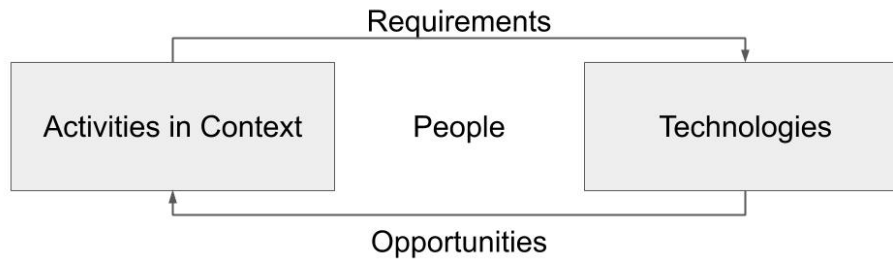 Requirements
Activities in Context
People
Technologies
Opportunities